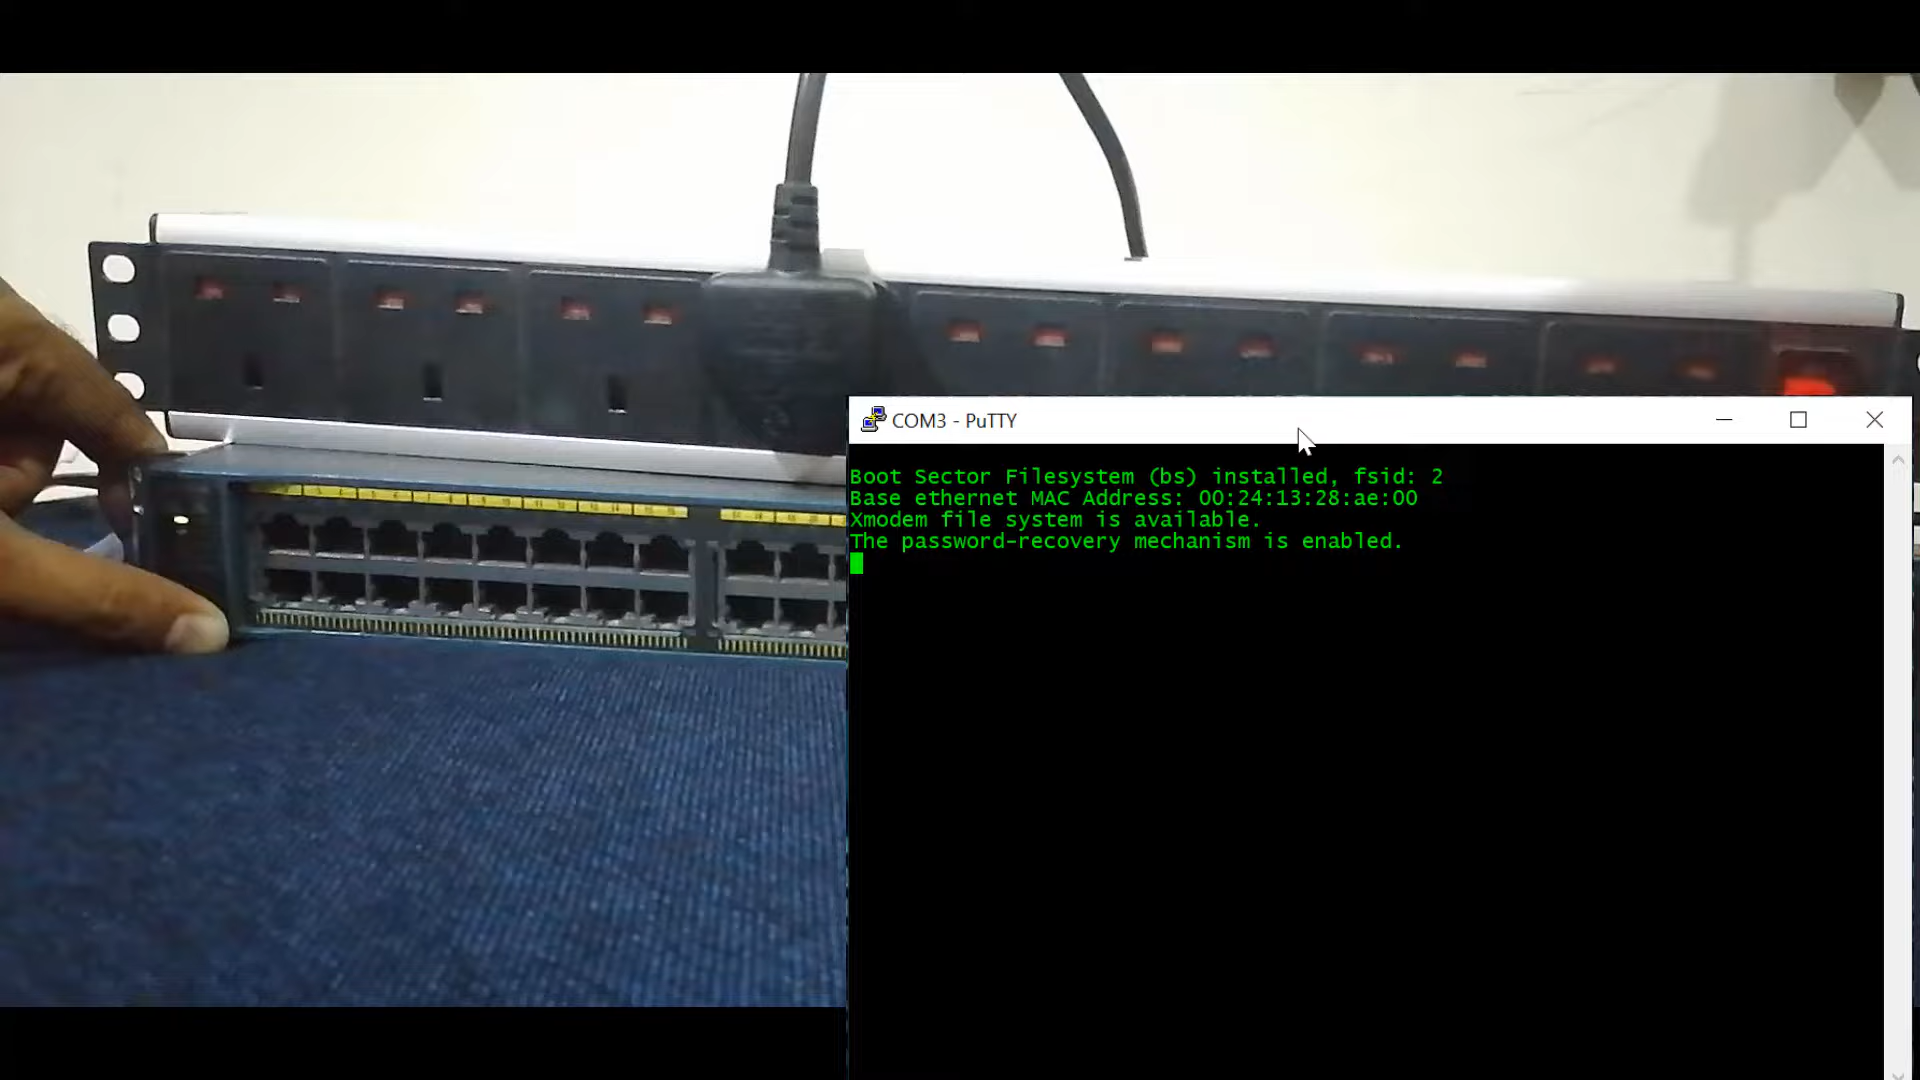 COM3 - PuTTY
Boot Sector Filesystem (bs) installed, fsid: 2
Base ethernet MAC Address: 00:24:13:28:ae:00
Xmodem file system is available.
The password-recovery mechanism is enabled.